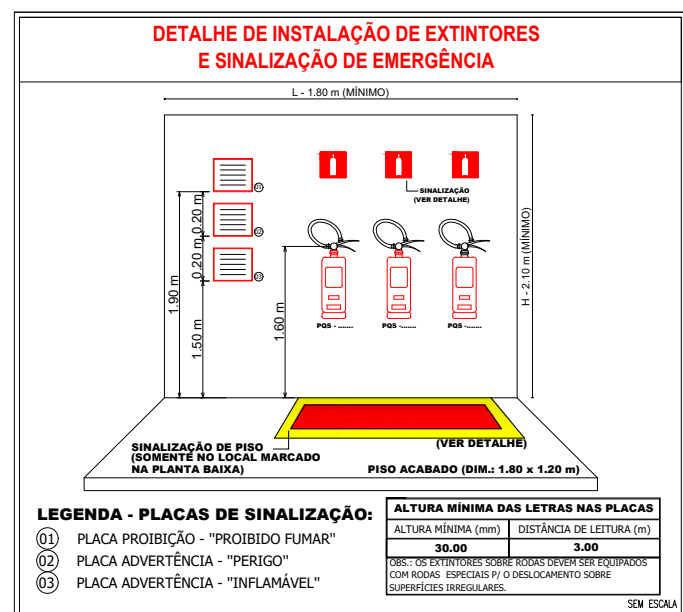 DETALHE DE INSTALAÇÃO DE EXTINTORES
E SINALIZAÇÃO DE EMERGÊNCIA
L - 1.80 m (MÍNIMO)
01
02
03
0.20 m
0.20 m
1.90 m
1.50 m
1.60 m
SINALIZAÇÃO
(VER DETALHE)
H - 2.10 m (MÍNIMO)
PQS - .......
PQS -.......
PQS -.......
SINALIZAÇÃO DE PISO
(SOMENTE NO LOCAL MARCADO
NA PLANTA BAIXA)
(VER DETALHE)
PISO ACABADO (DIM.: 1.80 x 1.20 m)
LEGENDA - PLACAS DE SINALIZAÇÃO:
01 PLACA PROIBIÇÃO - "PROIBIDO FUMAR"
02 PLACA ADVERTÊNCIA - "PERIGO"
03 PLACA ADVERTÊNCIA - "INFLAMÁVEL"
ALTURA MÍNIMA DAS LETRAS NAS PLACAS
ALTURA MÍNIMA (mm) DISTÂNCIA DE LEITURA (m)
30.00 3.00
OBS.: OS EXTINTORES SOBRE RODAS DEVEM SER EQUIPADOS
COM RODAS ESPECIAIS P/ O DESLOCAMENTO SOBRE
SUPERFÍCIES IRREGULARES.
SEM ESCALA